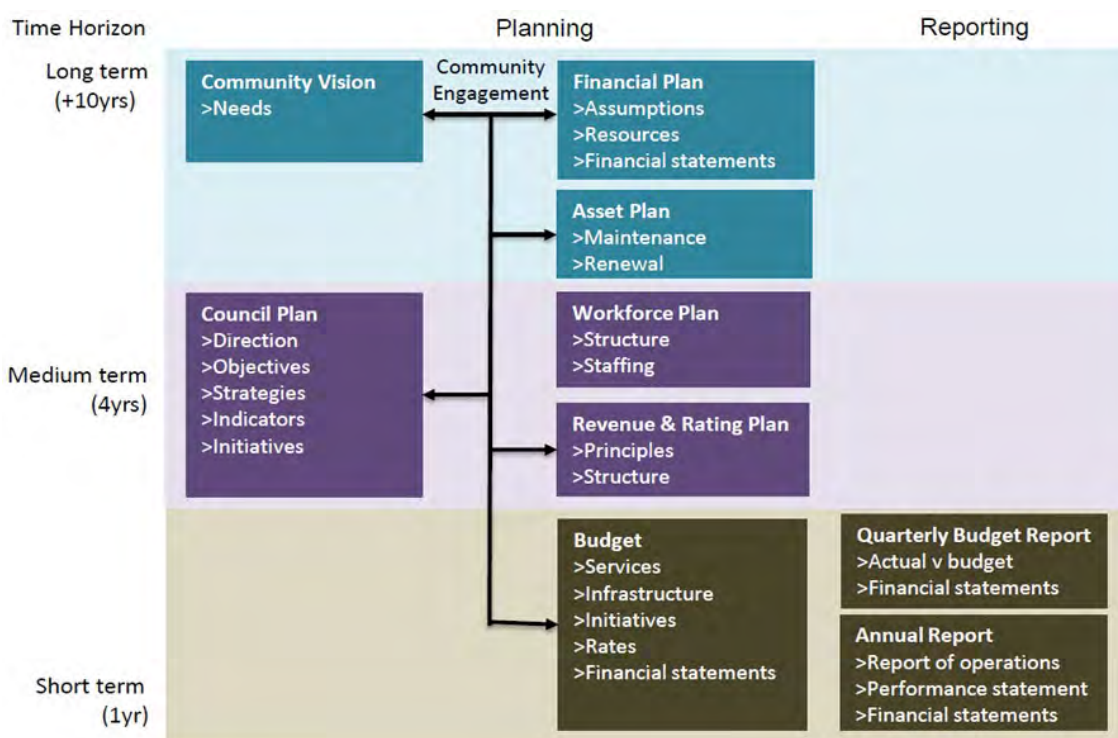 Time Horizon
Planning
Reporting
Long term
(+10yrs)
Community Vision
>Needs
Community
Engagement
Financial Plan
>Assumptions
>Resources
>Financial statements
Asset Plan
>Maintenance
>Renewal
Medium term
(4yrs)
Council Plan
>Direction
>Objectives
>Strategies
>Indicators
>Initiatives
Workforce Plan
>Structure
>Staffing
Revenue & Rating Plan
>Principles
>Structure
Short term
(1yr)
Budget
>Services
>Infrastructure
>Initiatives
>Rates
>Financial statements
Quarterly Budget Report
>Actual v budget
>Financial statements
Annual Report
>Report of operations
>Performance statement
>Financial statements